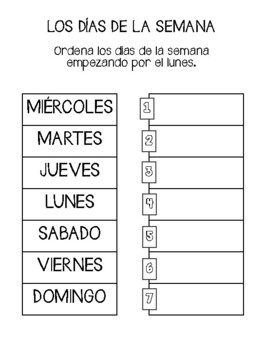 LOS DÍAS DE LA SEMANA
Ordena los dias de la semana
empezando por el lunes.
MIÉRCOLES 1
MARTES 2
JUEVES 3
LUNES 4
SABADO 5
VIERNES 6
DOMINGO 7